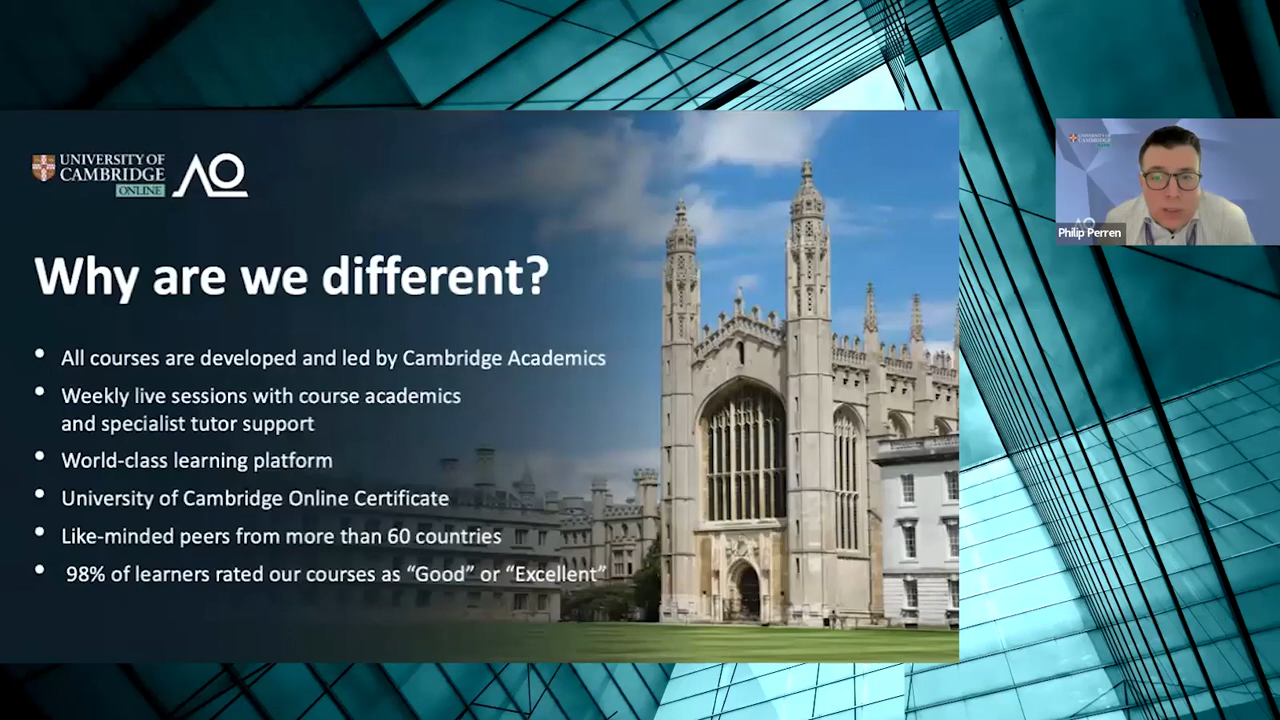 UNIVERSITY OF
CAMBRIDGE
ONLINE
AO
Why are we different?
• All courses are developed and led by Cambridge Academics
• Weekly live sessions with course academics
and specialist tutor support
• World-class learning platform
• University of Cambridge Online Certificate
• Like-minded peers from more than 60 countries
• 98% of learners rated our courses as “Good” or “Excellent”
Philip Perren